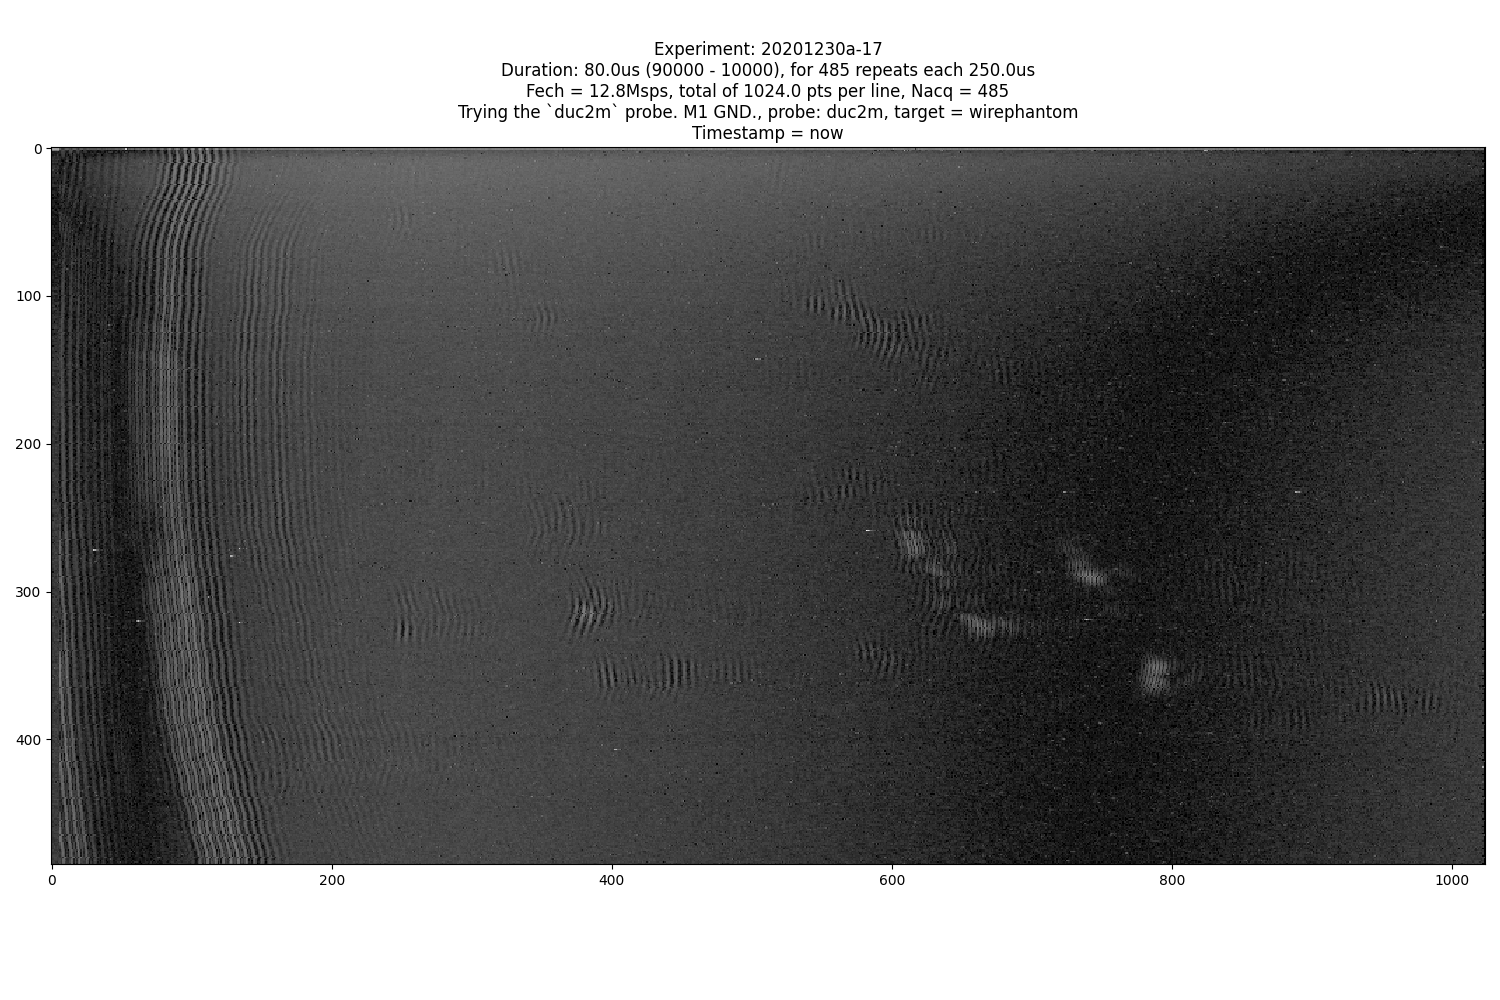 Experiment: 20201230a-17
Duration: 80.0us (90000 - 10000), for 485 repeats each 250.0us
Fech = 12.8Msps, total of 1024.0 pts per line, Nacq = 485
Trying the `duc2m` probe. M1 GND., probe: duc2m, target = wirephantom
Timestamp = now
0
100
200
300
400
0 200 400 600 800 1000